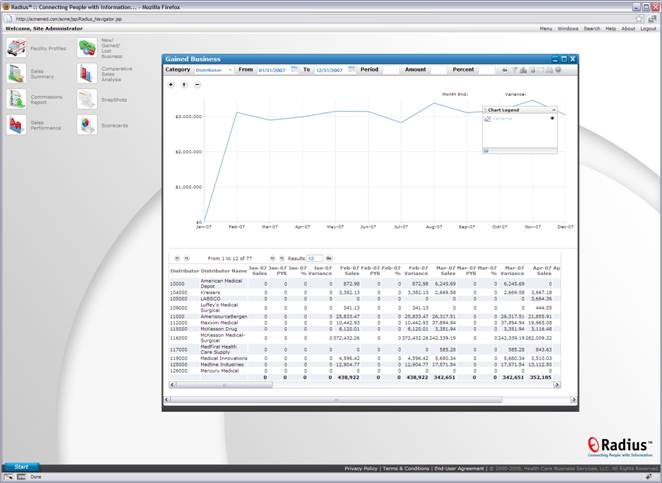 Radius™ :: Connecting People with Information... - Mozilla Firefox
http://acmemed.com/acme/jsp/Radius_Navigator.jsp
Welcome, Site Administrator
Menu Windows Search Help About Logout
Facility Profiles
New/
Gained/
Lost
Business
Sales
Summary
Comparative
Sales
Analysis
Commissions
Report
SnapShots
Sales
Performance
Scorecards
Gained Business
Category Distributor From 01/31/2007 To 12/31/2007 Period Amount Percent
Month End: Variance:
Chart Legend
Variance
$3,000,000
$2,000,000
$1,000,000
$0
Jan-07 Feb-07 Mar-07 Apr-07 May-07 Jun-07 Jul-07 Aug-07 Sep-07 Oct-07 Nov-07 Dec-07
From 1 to 12 of 77 Results 12
Distributor Distributor Name Jan-07 Sales Jan-07 PYR Jan-07 % Jan-07 Variance Feb-07 Sales Feb-07 PYR Feb-07 % Feb-07 Variance Mar-07 Sales Mar-07 PYR Mar-07 % Mar-07 Variance Apr-07 Sales Ap
10000 American Medical Depot 0 0 0 0 872.98 0 0 872.98 6,245.69 0 0 6,245.69 0
104000 Kreisers 0 0 0 0 3,382.13 0 0 3,382.13 2,669.58 0 0 2,669.58 3,667.18
105000 LABSCO 0 0 0 0 0 0 0 0 0 0 0 0 3,664.36
109000 Luffey's Medical Surgical 0 0 0 0 341.13 0 0 341.13 0 0 0 0 444.55
11000 AmerisourceBergen 0 0 0 0 25,833.47 0 0 25,833.47 26,317.51 0 0 26,317.51 21,855.91
112000 Maxxim Medical 0 0 0 0 10,442.93 0 0 10,442.93 37,894.94 0 0 37,894.94 19,965.08
115000 McKesson Drug 0 0 0 0 6,120.01 0 0 6,120.01 3,351.94 0 0 3,351.94 3,116.48
116000 McKesson Medical-Surgical 0 0 0 0 372,432.26 0 0 372,432.26 242,339.19 0 0 242,339.19 282,009.22
117000 MedFirst Health Care Supply 0 0 0 0 0 0 0 0 585.28 0 0 585.28 843.63
119000 Medical Innovations 0 0 0 0 4,596.42 0 0 4,596.42 5,680.34 0 0 5,680.34 3,510.03
125000 Medline Industries 0 0 0 0 12,904.77 0 0 12,904.77 17,571.34 0 0 17,571.34 13,112.50
126000 Mercury Medical 0 0 0 0 0 0 0 0 0 0 0 0 0
0 0 0 0 438,922 0 0 438,922 342,651 0 0 342,651 352,185
Radius™
Connecting People with Information
Start
Privacy Policy | Terms & Conditions | End-User Agreement | © 2000-2008, Health Care Business Services, LLC. All Rights Reserved.
Done